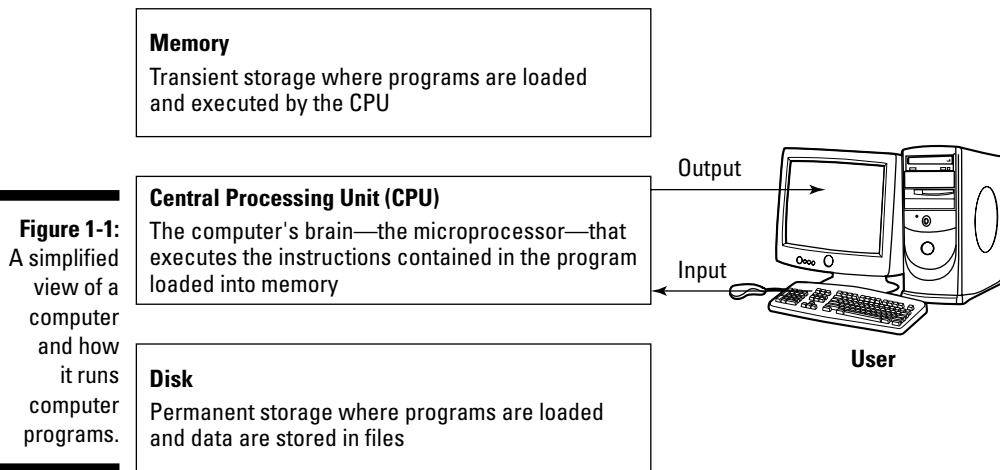 Memory
Transient storage where programs are loaded
and executed by the CPU
Output
Central Processing Unit (CPU)
The computer's brain—the microprocessor—that
executes the instructions contained in the program
loaded into memory
Input
User
Disk
Permanent storage where programs are loaded
and data are stored in files
Figure 1-1:
A simplified
view of a
computer
and how
it runs
computer
programs.